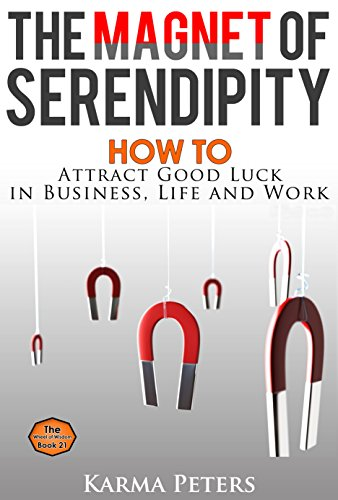 THE MAGNET OF
SERENDIPITY
HOW TO
ATTRACT GOOD LUCK
IN BUSINESS, LIFE AND WORK
The
Wheel of Wisdom
Book 21
KARMA PETERS